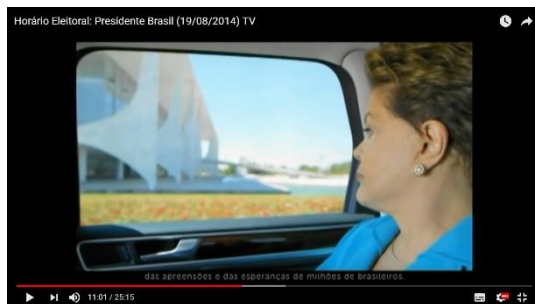 Horário Eleitoral: Presidente Brasil (19/08/2014) TV
das apreensões e das esperanças de milhões de brasileiros.
11:01 / 25:15